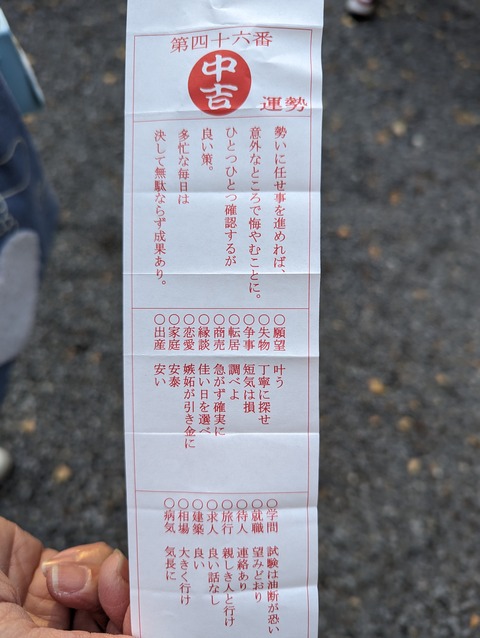 第四十六番
中吉
運勢
勢いに任せ事を進めれば、
意外なところで悔やむことに。
ひとつひとつ確認するが
良い策。
多忙な毎日は
決して無駄ならず成果あり。
○願望 叶う
○失物 丁寧に探せ
○争事 短気は損
○転居 調べよ
○商売 急がず確実に
○縁談 佳い日を選べ
○恋愛 嫉妬が引き金に
○家庭 安泰
○出産 安い
○学問 試験は油断が恐い
○就職 望みどおり
○待人 連絡あり
○旅行 親しき人と行け
○求人 良い話なし
○建築 良い
○相場 大きく行け
○病気 気長に